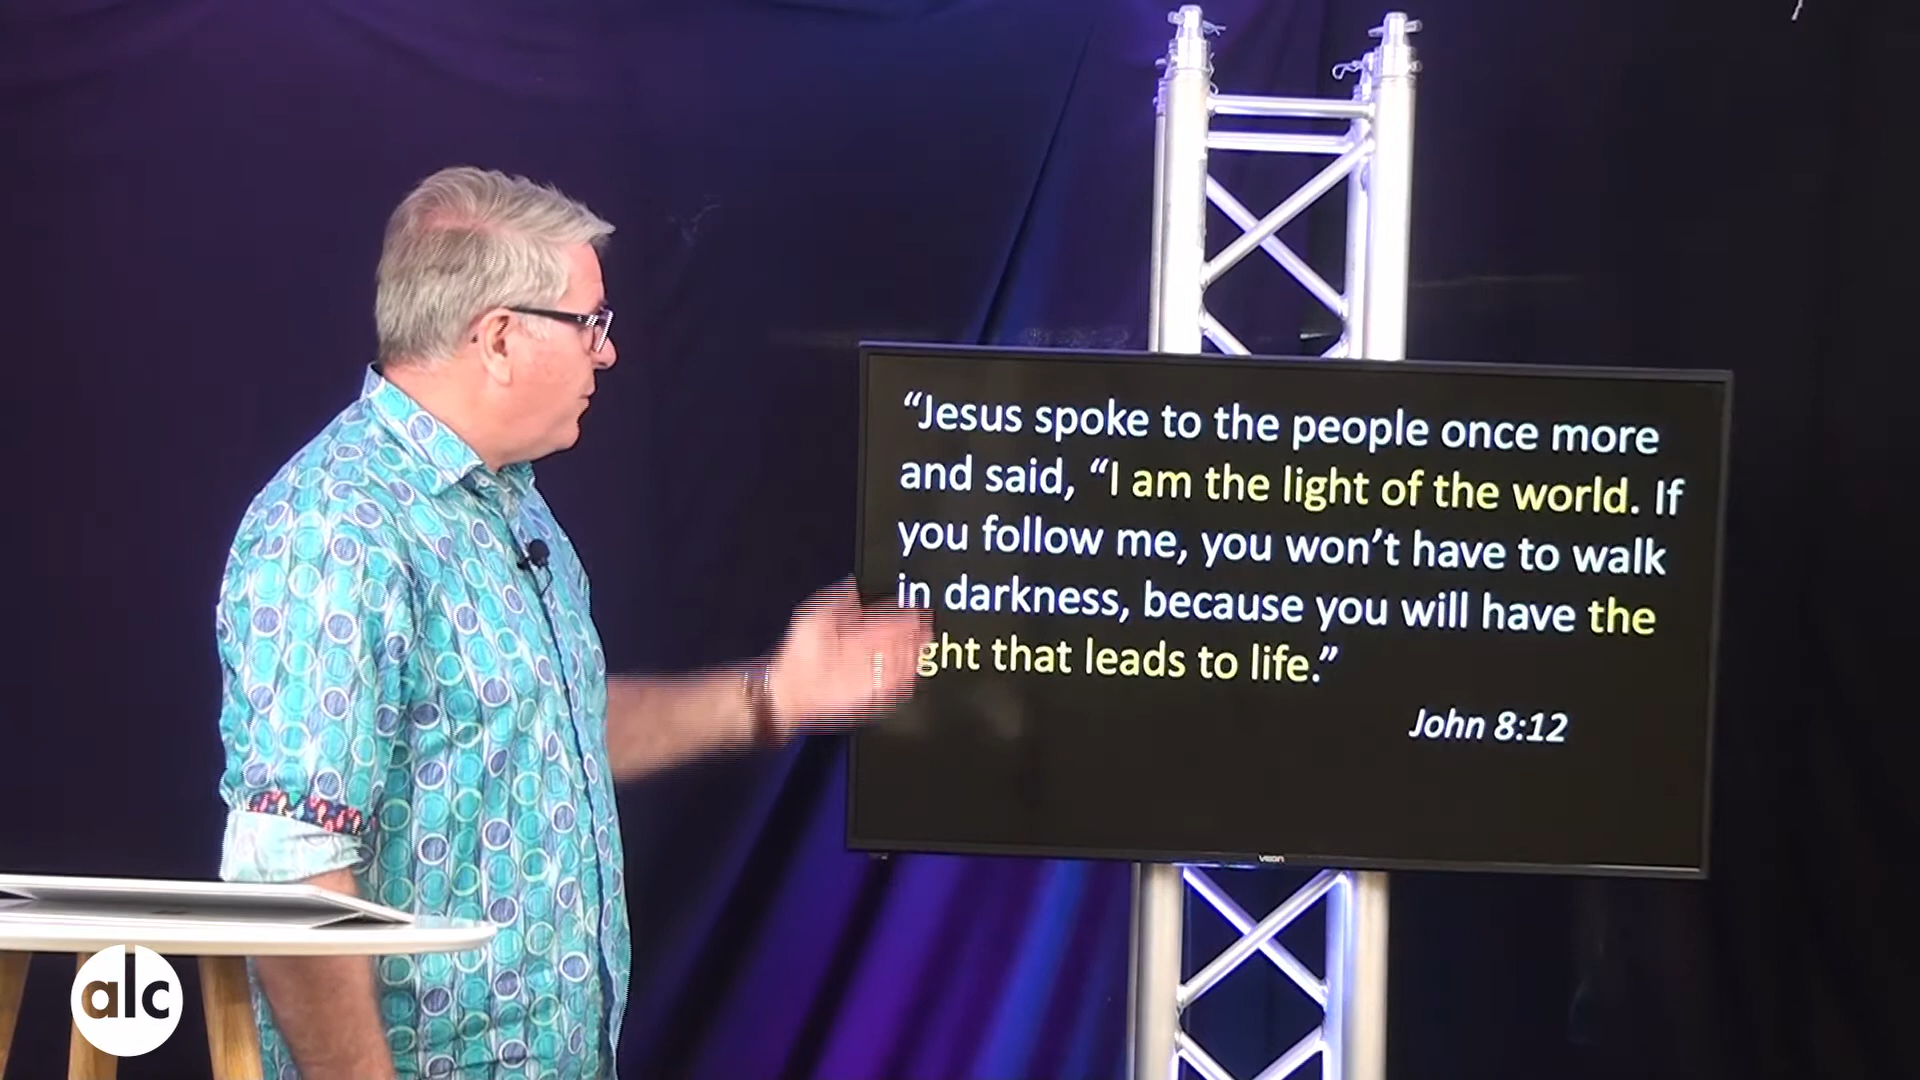 “Jesus spoke to the people once more
and said, “I am the light of the world. If
you follow me, you won’t have to walk
in darkness, because you will have the
ght that leads to life.”
John 8:12
VEON
alc